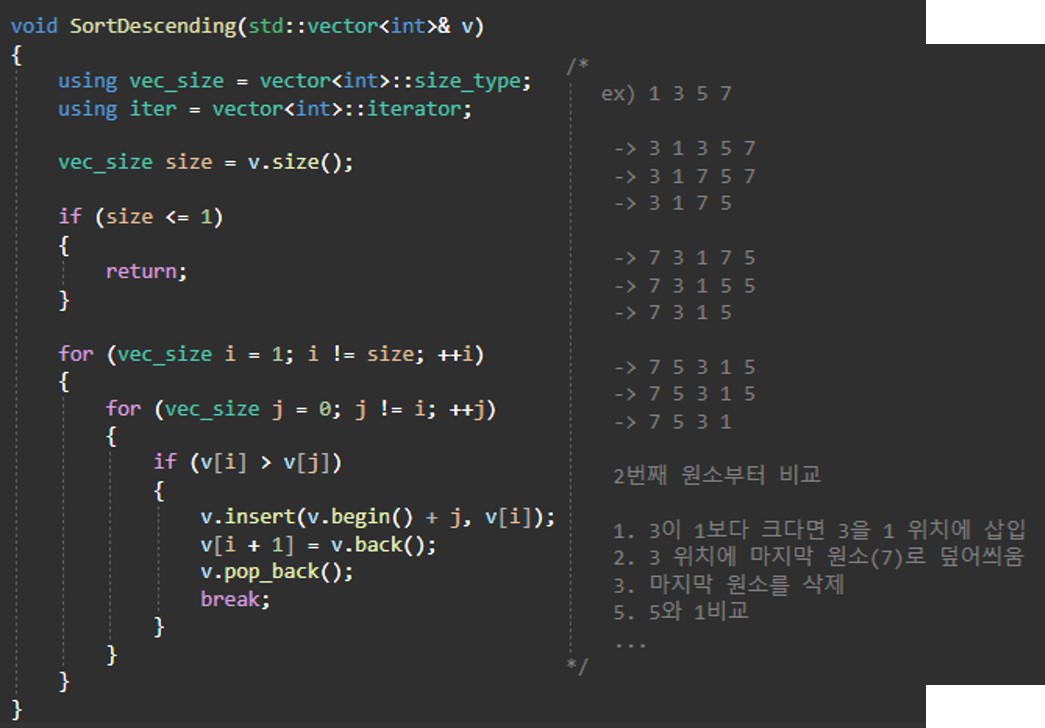 void SortDescending(std::vector<int>& v)
{
using vec_size = vector<int>::size_type;
using iter = vector<int>::iterator;
vec_size size = v.size();
if (size <= 1)
{
return;
}
for (vec_size i = 1; i != size; ++i)
{
for (vec_size j = 0; j != i; ++j)
{
if (v[i] > v[j])
{
v.insert(v.begin() + j, v[i]);
v[i + 1] = v.back();
v.pop_back();
break;
}
}
}
}
/*
ex) 1 3 5 7
-> 3 1 3 5 7
-> 3 1 7 5 7
-> 3 1 7 5
-> 7 3 1 7 5
-> 7 3 1 5 5
-> 7 3 1 5
-> 7 5 3 1 5
-> 7 5 3 1 5
-> 7 5 3 1
2번째 원소부터 비교
1. 3이 1보다 크다면 3을 1 위치에 삽입
2. 3 위치에 마지막 원소(7)로 덮어씌움
3. 마지막 원소를 삭제
5. 5와 1비교
...
*/